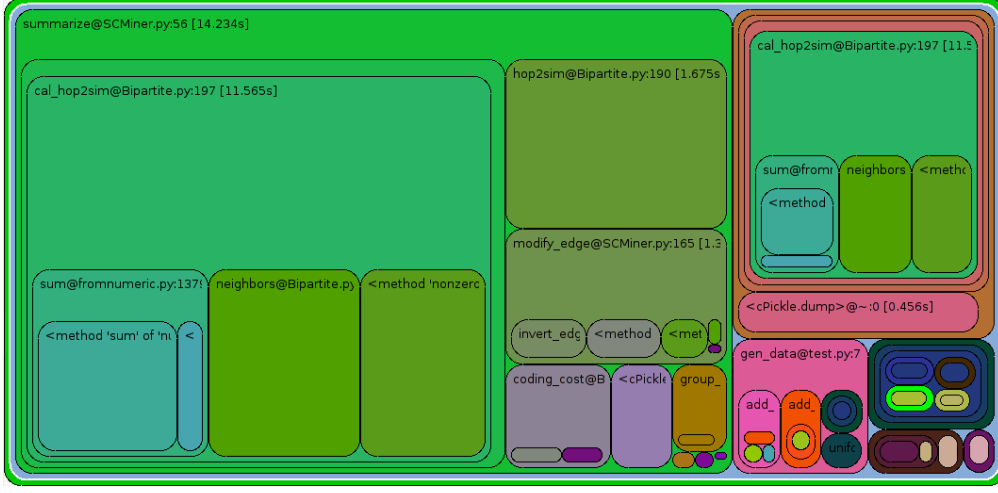 summarize@SCMiner.py:56 [14.234s]
cal_hop2sim@Bipartite.py:197 [11.565s]
sum@fromnumeric.py:1379
neighbors@Bipartite.py
<method 'nonzerc
<method 'sum' of 'nu
<
hop2sim@Bipartite.py:190 [1.675s
modify_edge@SCMiner.py:165 [1.3
invert_edg
<method
<met
coding_cost@B
<cPickle
group_
cal_hop2sim@Bipartite.py:197 [11.5
sum@fromr
neighbors
<metho
<method
<cPickle.dump>@~:0 [0.456s]
gen_data@test.py:7
add_
add_
unifo